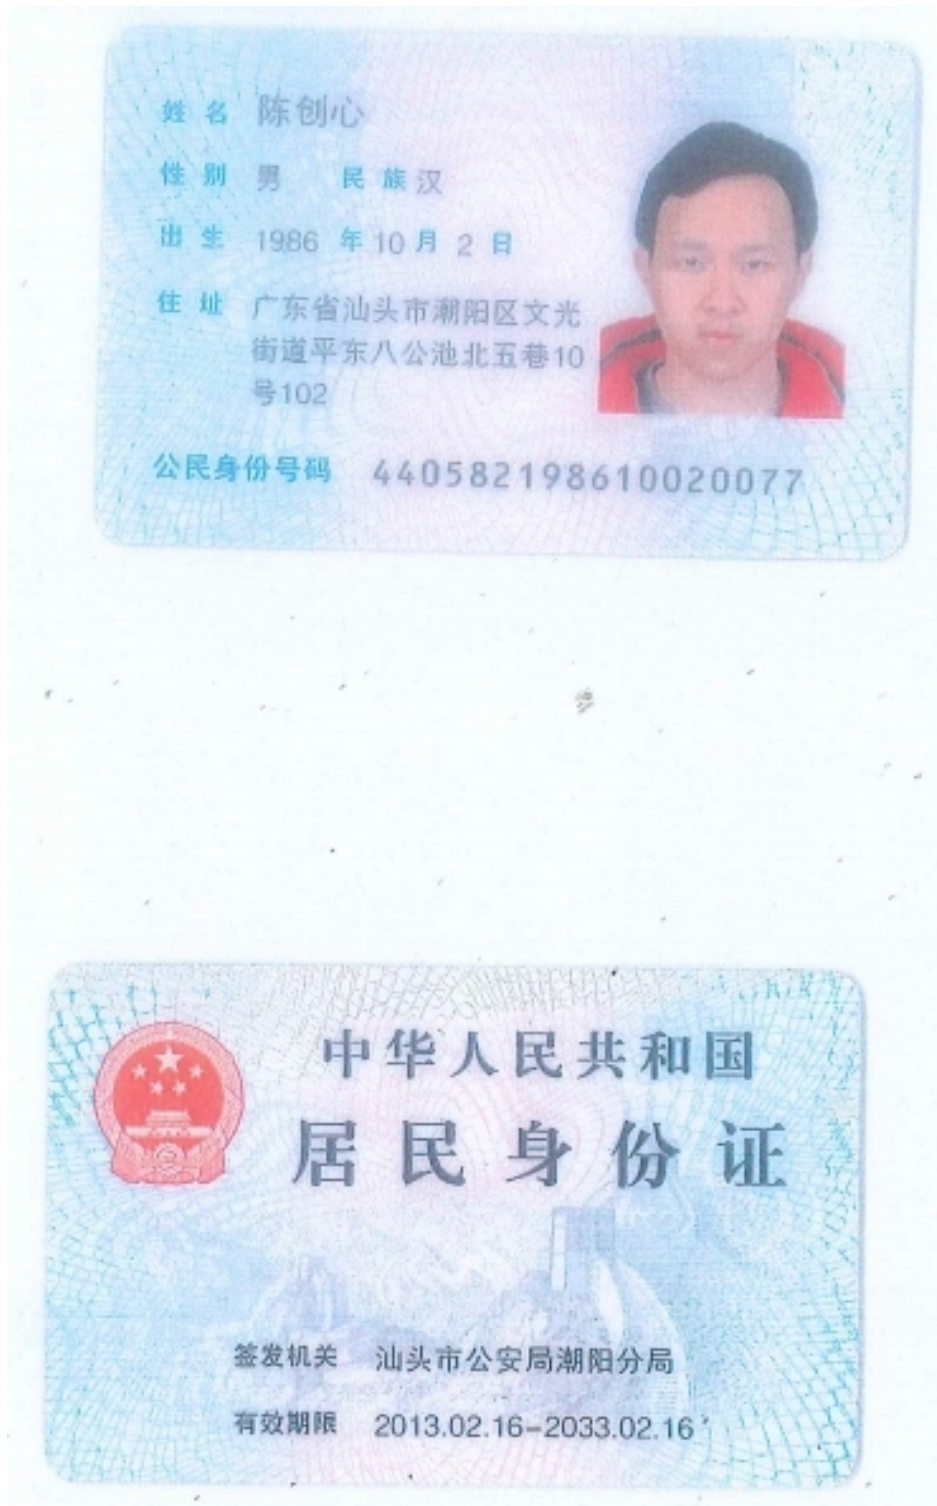 姓名 陈创心
性别 男 民族 汉
出生 1986 年 10 月 2 日
住址 广东省汕头市潮阳区文光
街道平东八公池北五巷10
号102
公民身份号码 440582198610020077
中华人民共和国
居民身份证
签发机关 汕头市公安局潮阳分局
有效期限 2013.02.16-2033.02.16